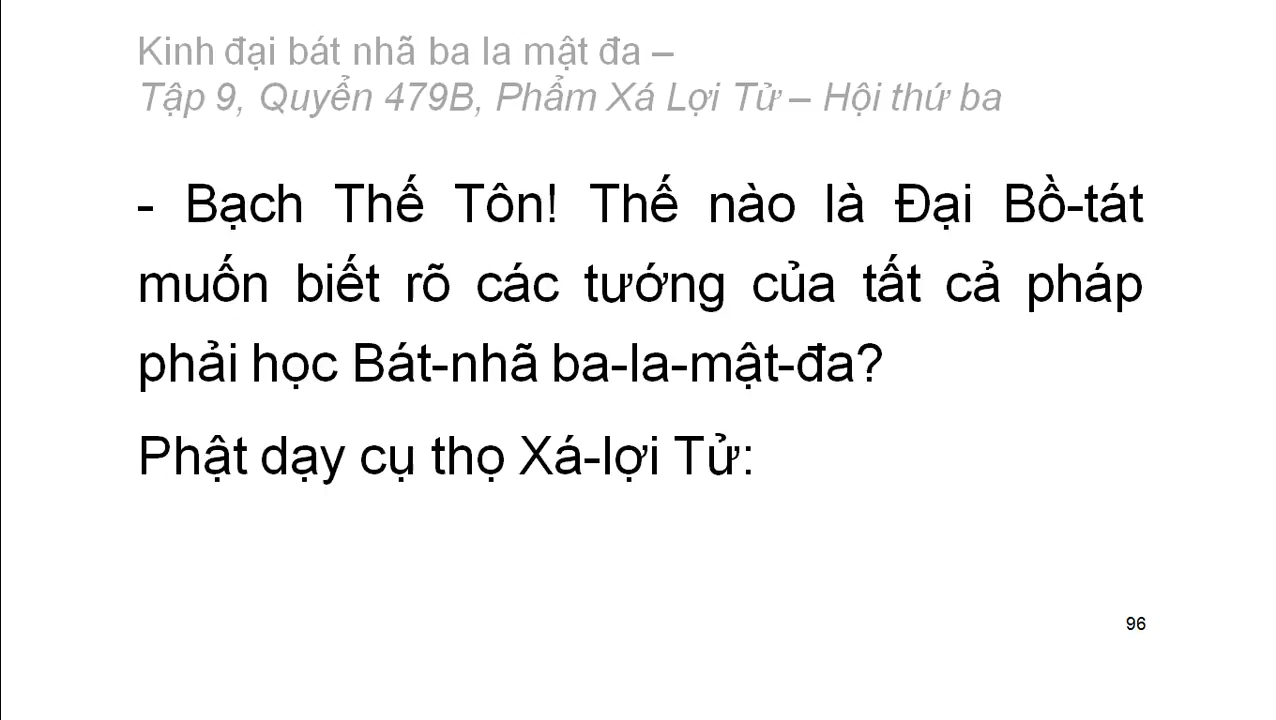 Kinh đại bát nhã ba la mật đa –
Tập 9, Quyển 479B, Phẩm Xá Lợi Tử – Hội thứ ba
- Bạch Thế Tôn! Thế nào là Đại Bồ-tát
muốn biết rõ các tướng của tất cả pháp
phải học Bát-nhã ba-la-mật-đa?
Phật dạy cụ thọ Xá-lợi Tử:
96